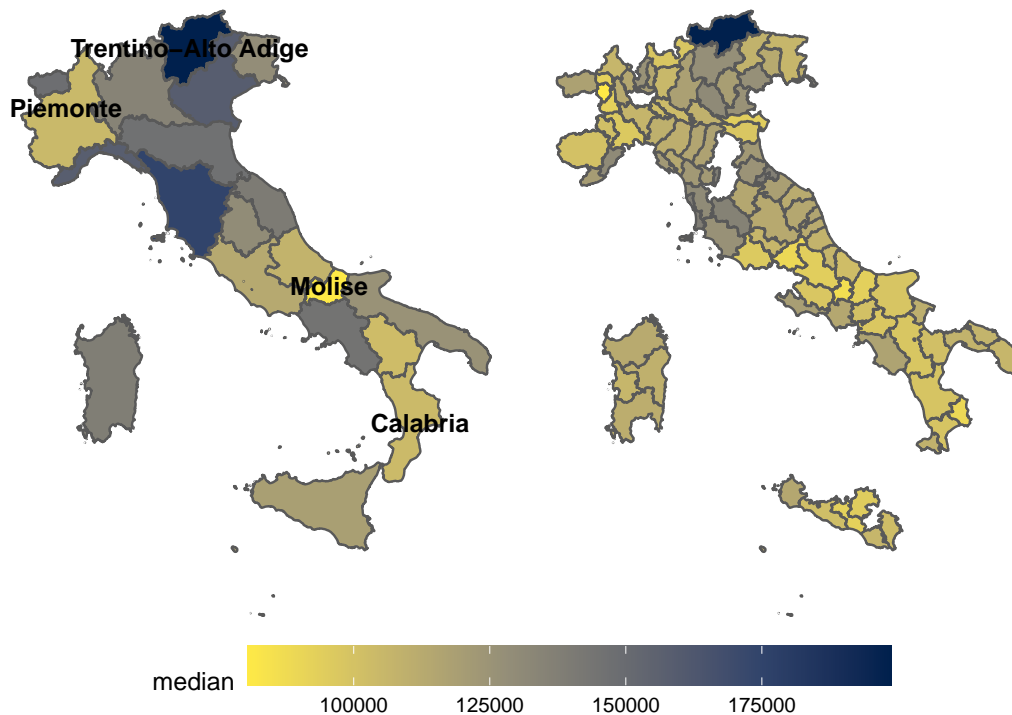 Trentino−Alto Adige
Piemonte
Molise
Calabria
median
100000 125000 150000 175000